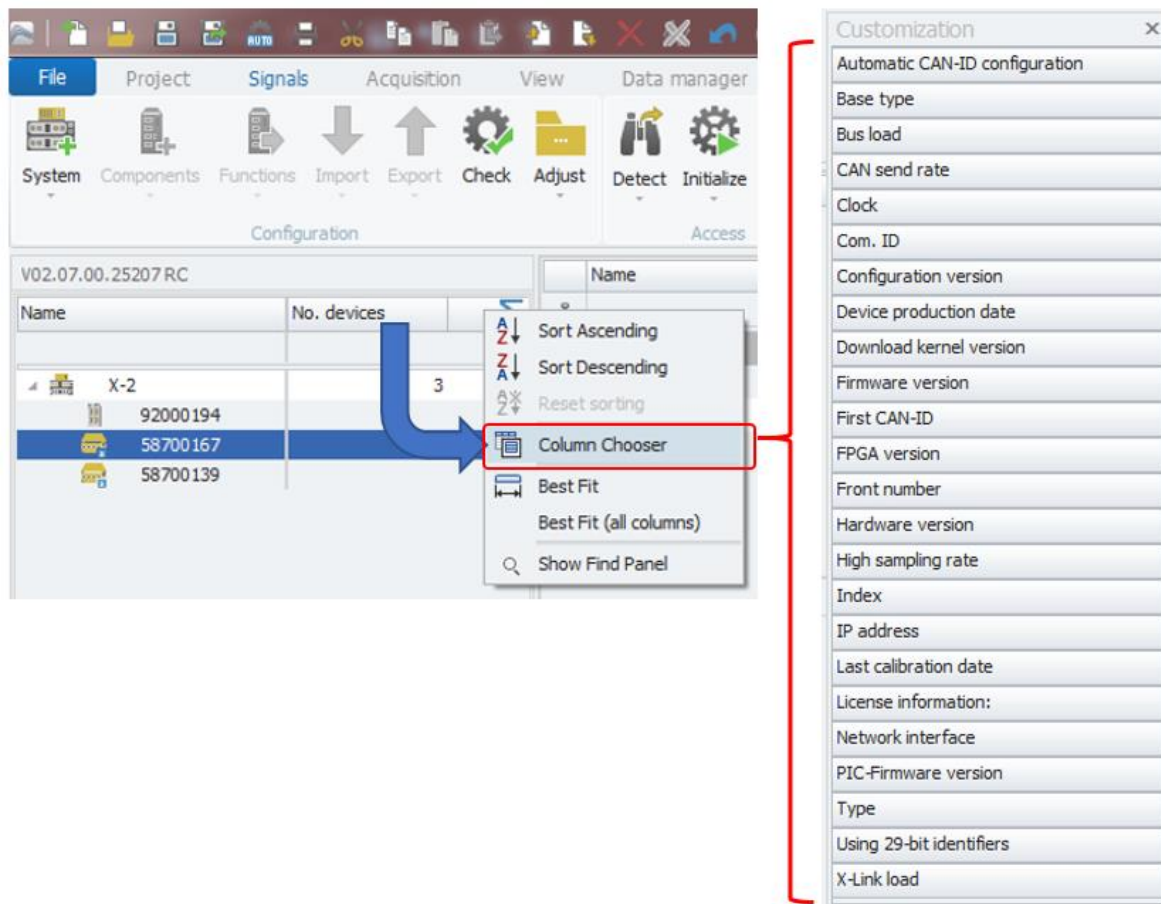 AUTO
File Project Signals Acquisition View Data manager
System Components Functions Import Export Check Adjust Detect Initialize
Configuration Access
V02.07.00.25207 RC
Name No. devices Name
X-2 3
92000194
58700167
58700139
Sort Ascending
Sort Descending
Reset sorting
Column Chooser
Best Fit
Best Fit (all columns)
Show Find Panel
Customization
Automatic CAN-ID configuration
Base type
Bus load
CAN send rate
Clock
Com. ID
Configuration version
Device production date
Download kernel version
Firmware version
First CAN-ID
FPGA version
Front number
Hardware version
High sampling rate
Index
IP address
Last calibration date
License information:
Network interface
PIC-Firmware version
Type
Using 29-bit identifiers
X-Link load